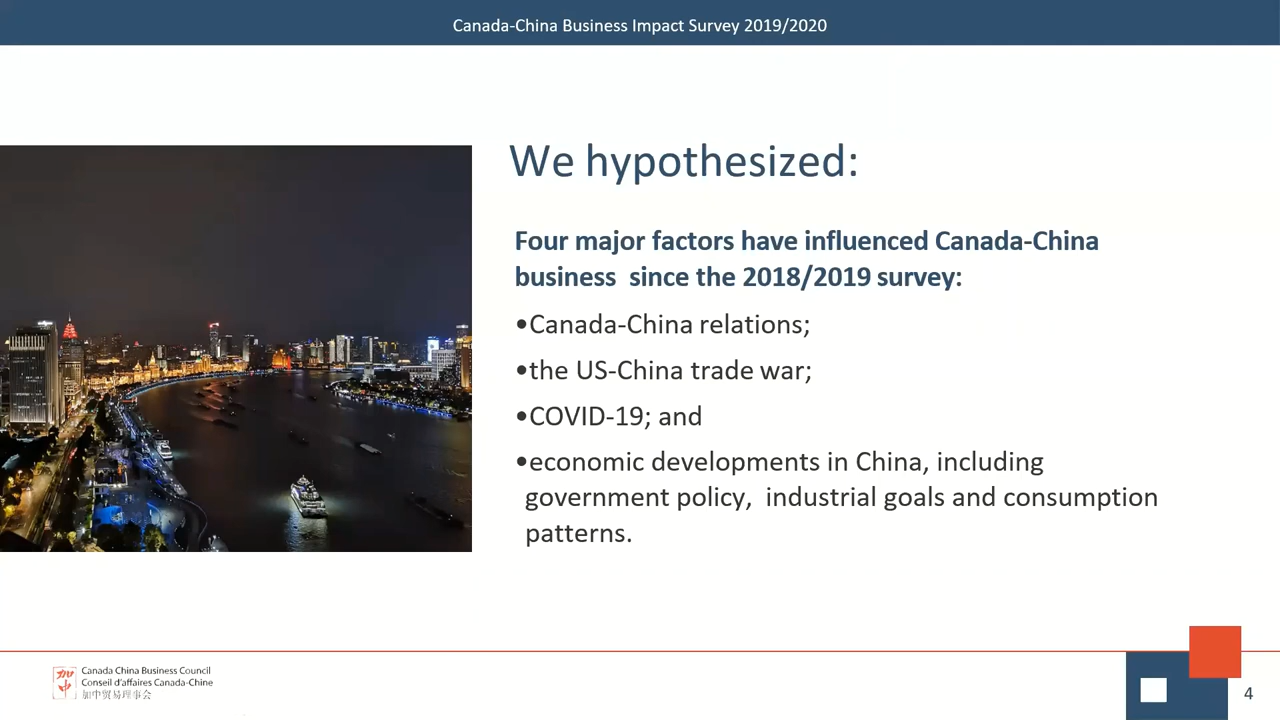 Canada-China Business Impact Survey 2019/2020
We hypothesized:
Four major factors have influenced Canada-China
business  since the 2018/2019 survey:
•Canada-China relations;
•the US-China trade war;
•COVID-19; and
•economic developments in China, including
government policy,  industrial goals and consumption
patterns.
加中
Canada China Business Council
Conseil d'affaires Canada-Chine
加中贸易理事会
4